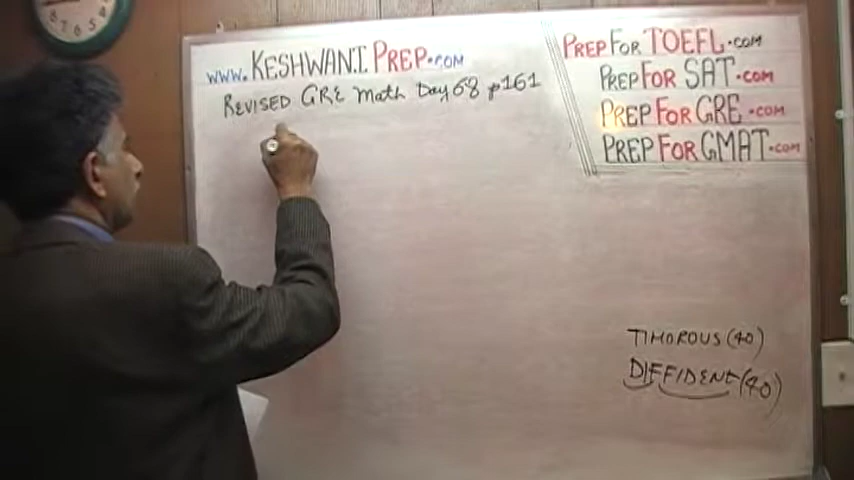 www.KESHWANI PREP.COM
REVISED GRE Math Day 68 p161
PREP FOR TOEFL.COM
PREP FOR SAT.COM
PREP FOR GRE.COM
PREP FOR GMAT.COM
TIMOROUS (40)
DIFFIDENT (40)